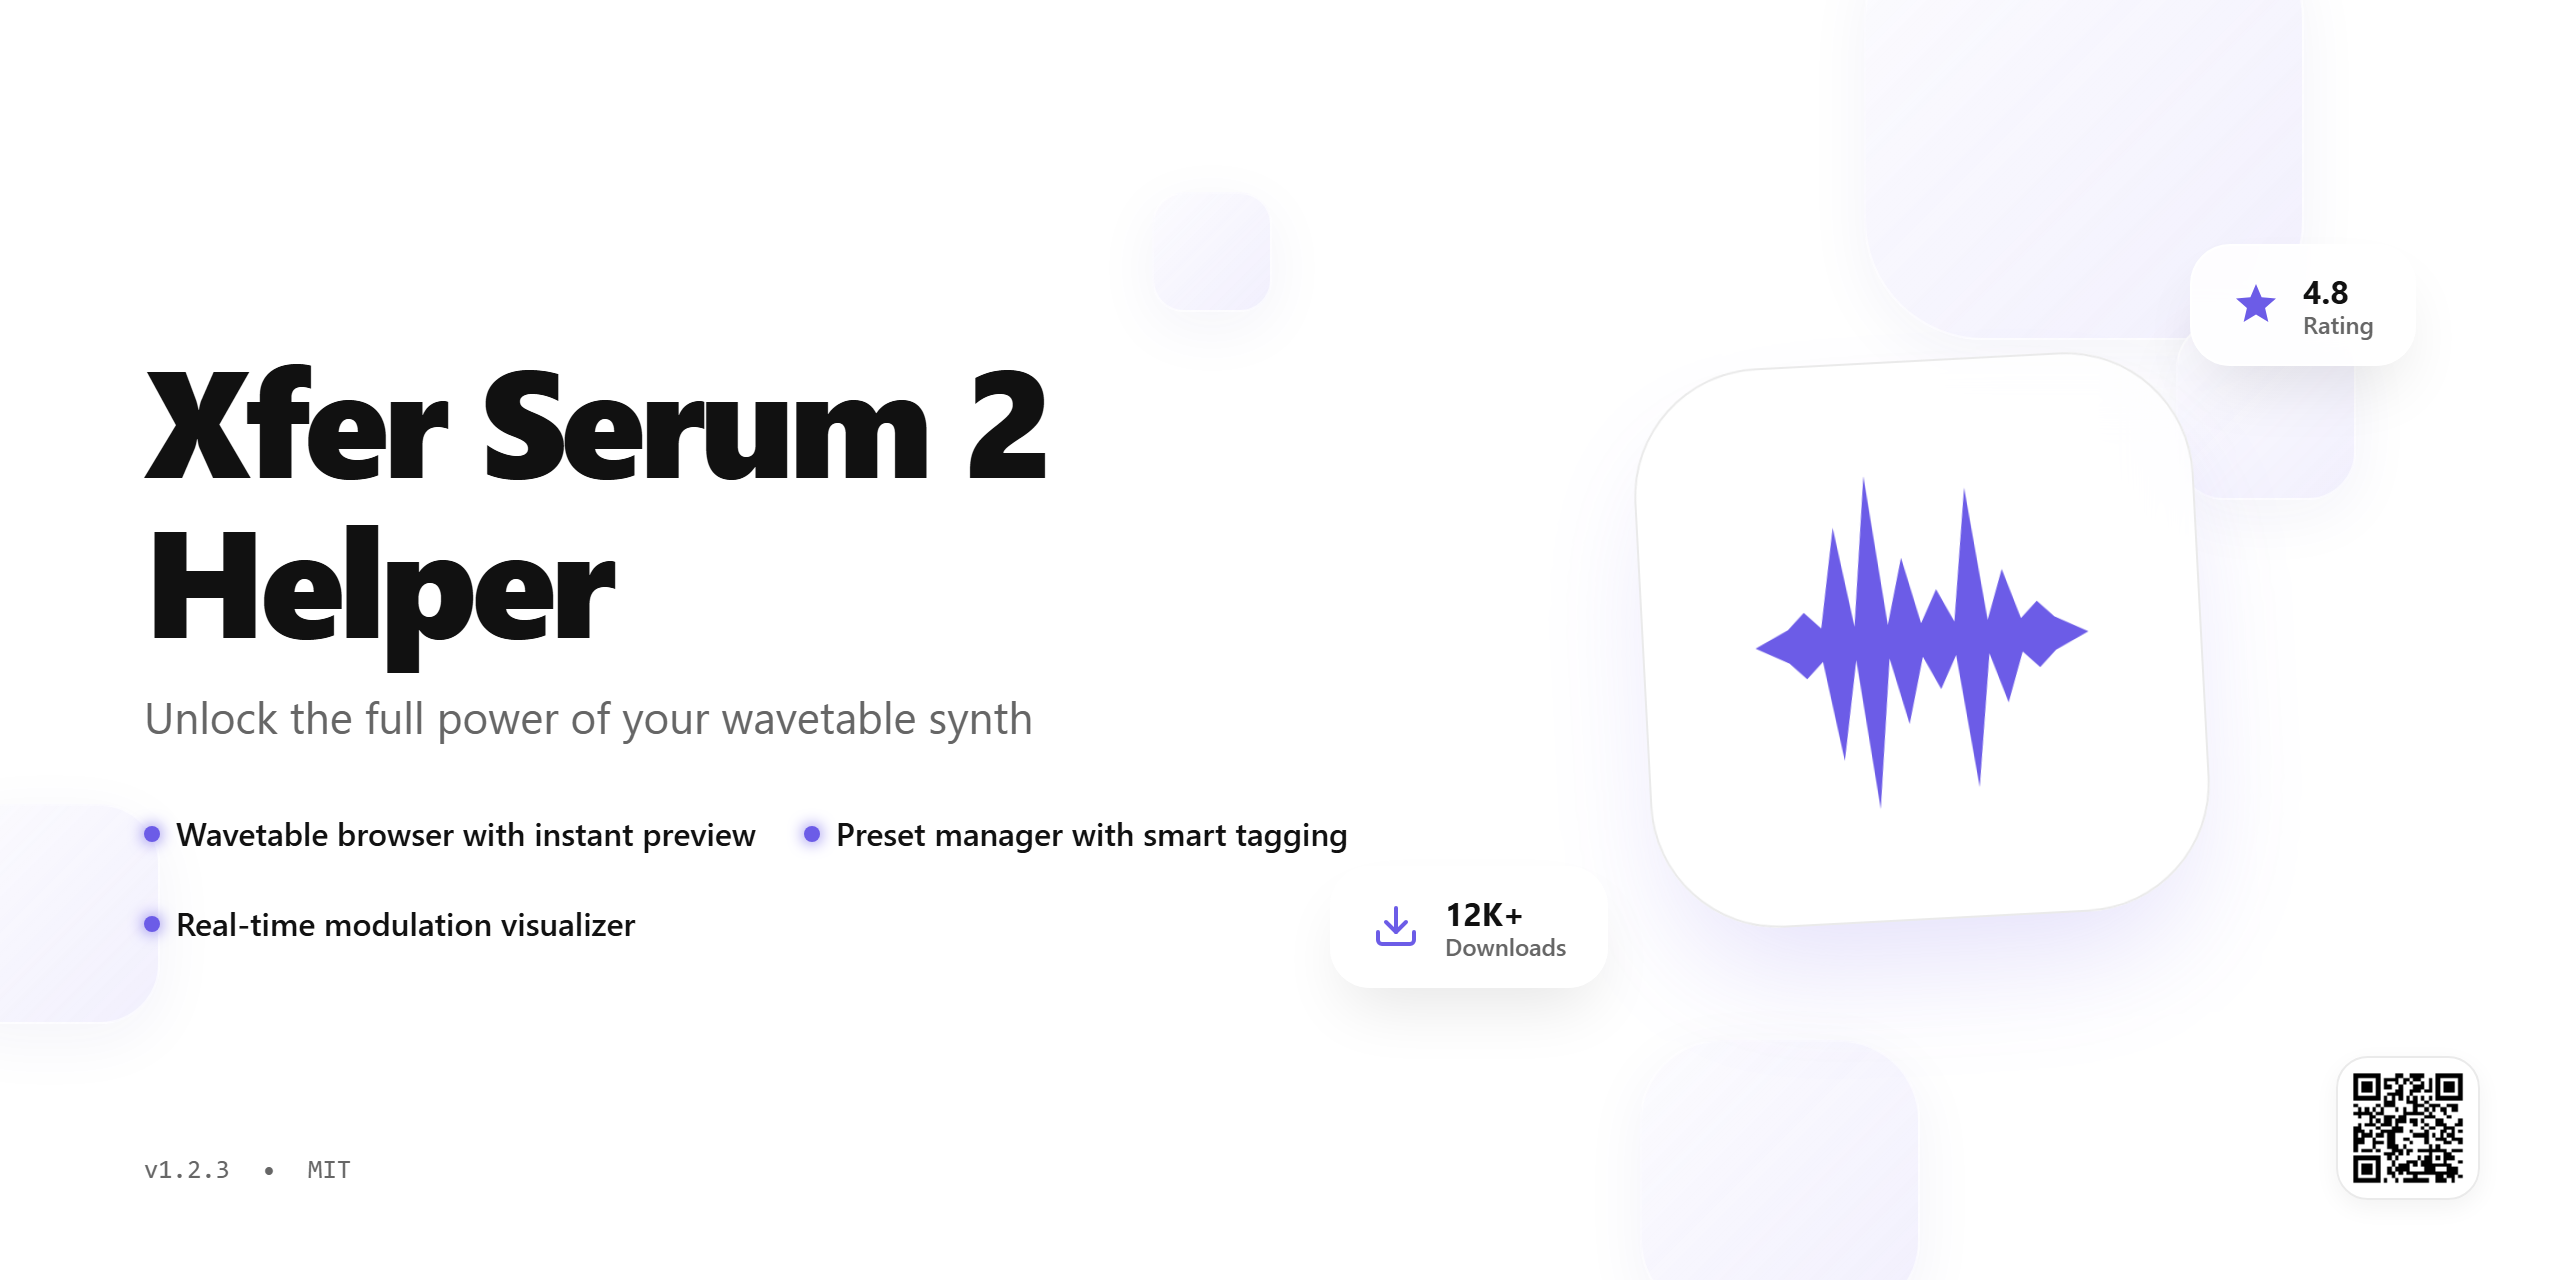 Xfer Serum 2
Helper
Unlock the full power of your wavetable synth
Wavetable browser with instant preview
Preset manager with smart tagging
Real-time modulation visualizer
4.8
Rating
12K+
Downloads
v1.2.3 • MIT